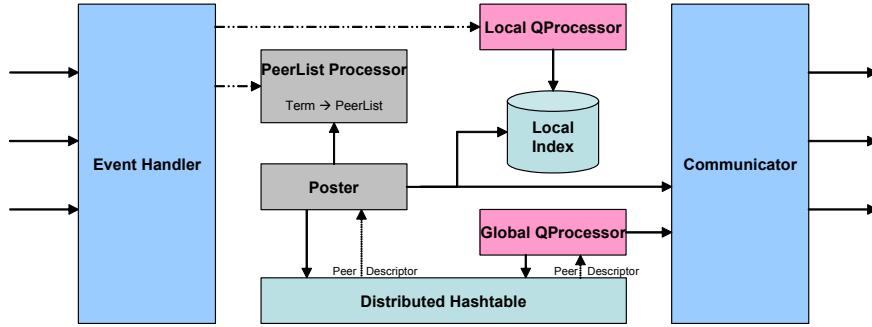 Local QProcessor
PeerList Processor
Term → PeerList
Local
Index
Event Handler
Communicator
Poster
Global QProcessor
Peer Descriptor
Peer Descriptor
Distributed Hashtable